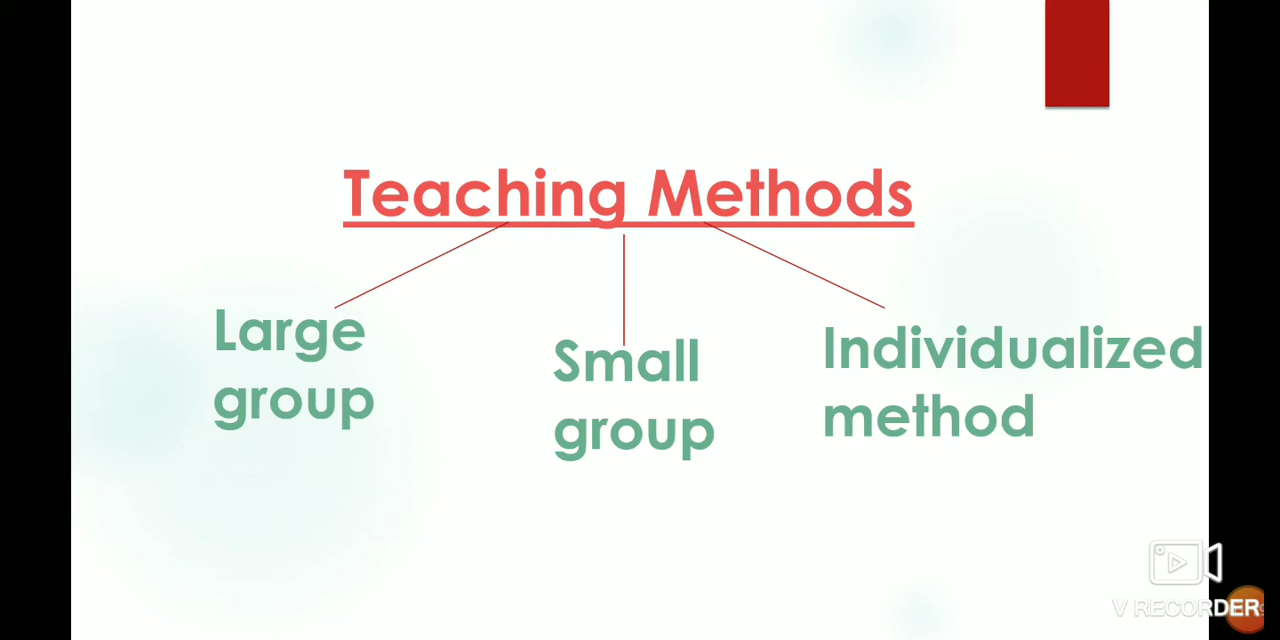 Teaching Methods
Large
group
Small
group
Individualized
method
V RECORDER